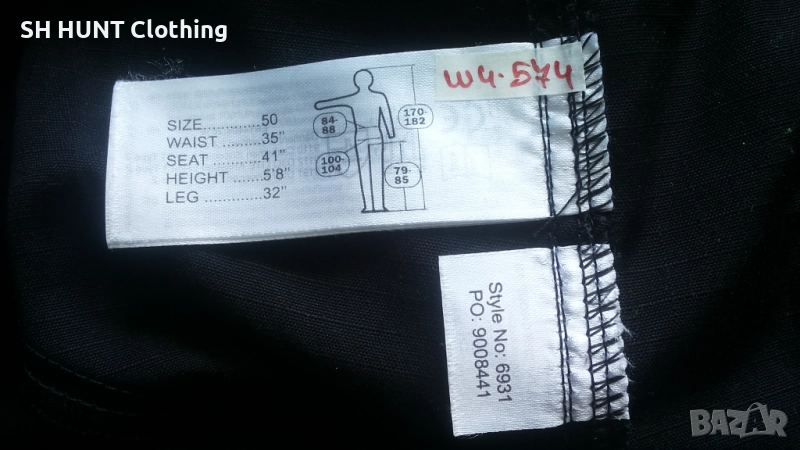 SH HUNT Clothing
W4.574
SIZE.............50
WAIST ...........35"
SEAT ...........41"
HEIGHT ........5'8"
LEG .............32"
84-
88
170-
182
100-
104
79-
85
Style No: 6931
PO: 9008441
BAZAR